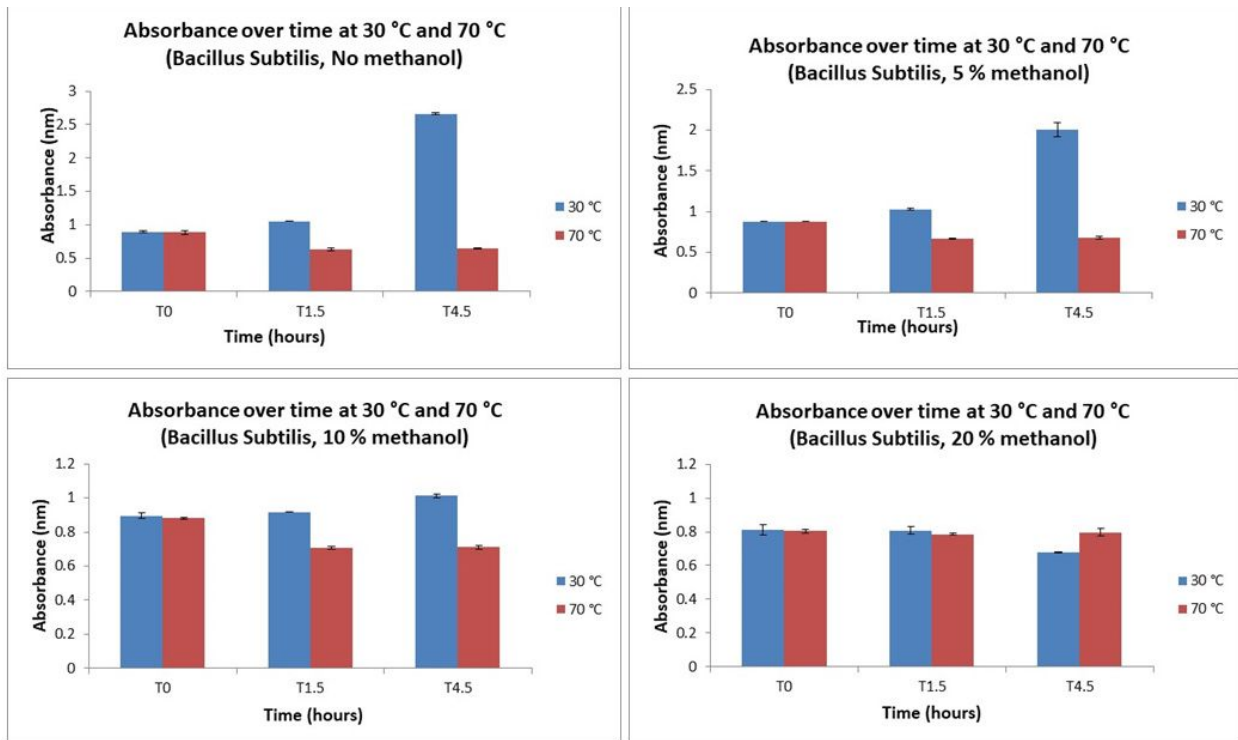 Absorbance over time at 30 °C and 70 °C
(Bacillus Subtilis, No methanol)
Absorbance (nm)
3
2.5
2
1.5
1
0.5
0
T0 T1.5 T4.5
Time (hours)
30 °C
70 °C
Absorbance over time at 30 °C and 70 °C
(Bacillus Subtilis, 5 % methanol)
Absorbance (nm)
2.5
2
1.5
1
0.5
0
T0 T1.5 T4.5
Time (hours)
30 °C
70 °C
Absorbance over time at 30 °C and 70 °C
(Bacillus Subtilis, 10 % methanol)
Absorbance (nm)
1.2
1
0.8
0.6
0.4
0.2
0
T0 T1.5 T4.5
Time (hours)
30 °C
70 °C
Absorbance over time at 30 °C and 70 °C
(Bacillus Subtilis, 20 % methanol)
Absorbance (nm)
1.2
1
0.8
0.6
0.4
0.2
0
T0 T1.5 T4.5
Time (hours)
30 °C
70 °C